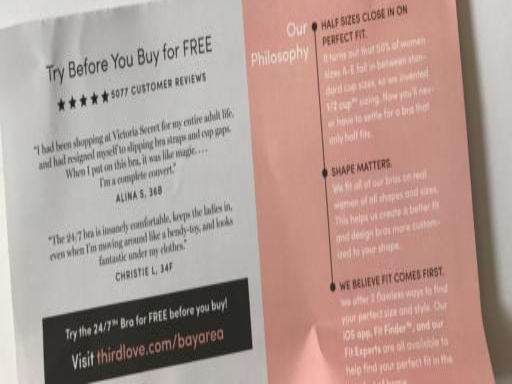 Try Before You Buy for FREE
★★★★★ 5077 CUSTOMER REVIEWS
"I had been shopping at Victoria Secret for my entire adult life,
and had resigned myself to slipping bra straps and cup gaps.
When I put on this bra, it was like magic. . . .
I'm a complete convert."
ALINA S, 36B
"The 24/7 bra is insanely comfortable, keeps the ladies in,
even when I'm moving around like a bendy-toy, and looks
fantastic under my clothes."
CHRISTIE L, 34F
Try the 24/7™ Bra for FREE before you buy!
Visit thirdlove.com/bayarea
Our
Philosophy
HALF SIZES CLOSE IN ON
PERFECT FIT.
It turns out that 50% of women
sizes A-E fall in between stan-
dard cup sizes, so we invented
1/2 cup™ sizing. Now you'll nev-
er have to settle for a bra that
only half fits.
SHAPE MATTERS.
We fit all of our bras on real
women of all shapes and sizes.
This helps us create a better fit
and design bras more custom-
ized to your shape.
WE BELIEVE FIT COMES FIRST.
We offer 3 flawless ways to find
your perfect size and style. Our
iOS app, Fit Finder™, and our
Fit Experts are all available to
help find your perfect fit in the
of home